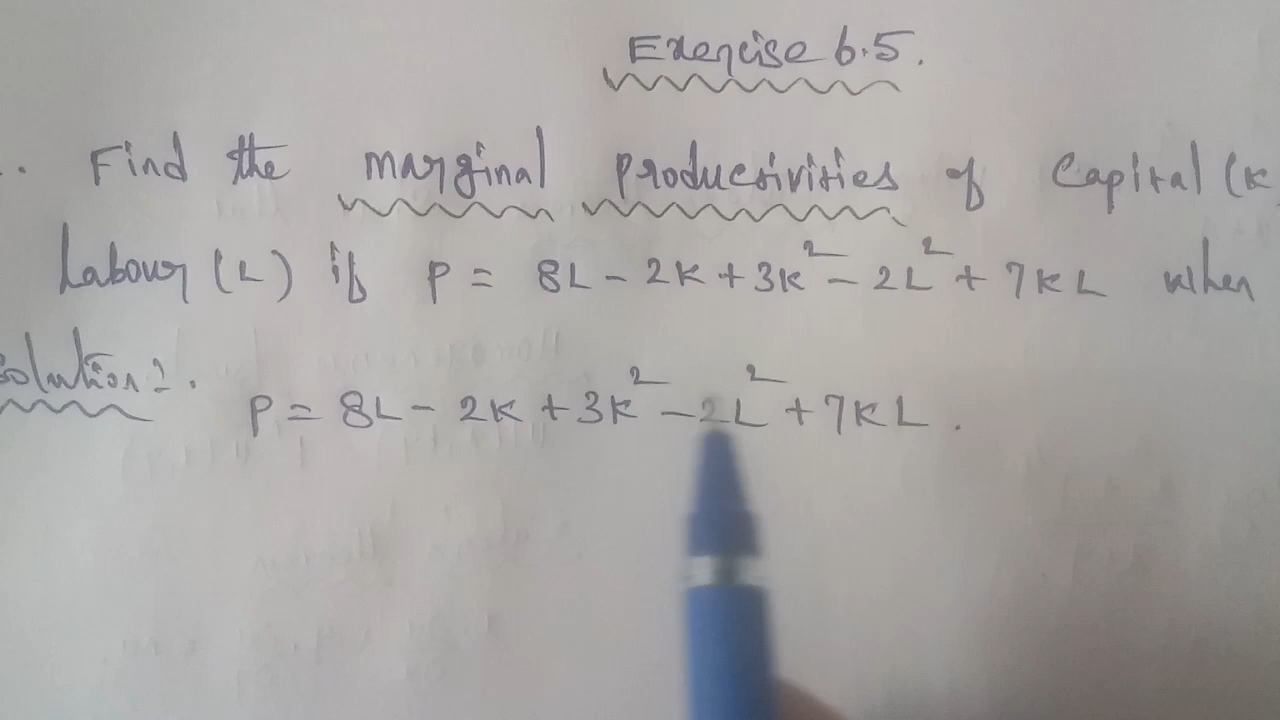 Exercise 6.5.
.. Find the marginal productivities of Capital (K
Labour (L) if P = 8L - 2K + 3K² - 2L² + 7KL when
solution:.
P = 8L - 2K + 3K² - 2L² + 7KL.